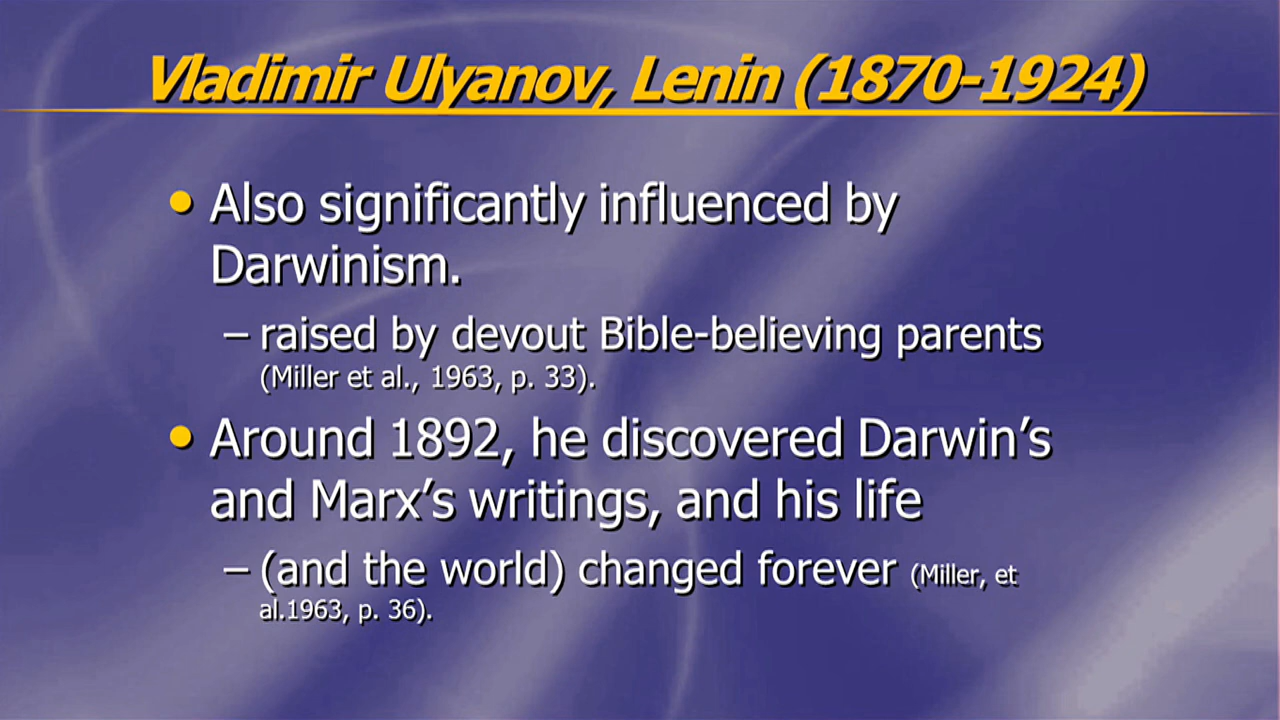 Vladimir Ulyanov, Lenin (1870-1924)
• Also significantly influenced by
Darwinism.
– raised by devout Bible-believing parents
(Miller et al., 1963, p. 33).
• Around 1892, he discovered Darwin’s
and Marx’s writings, and his life
– (and the world) changed forever (Miller, et
al.1963, p. 36).